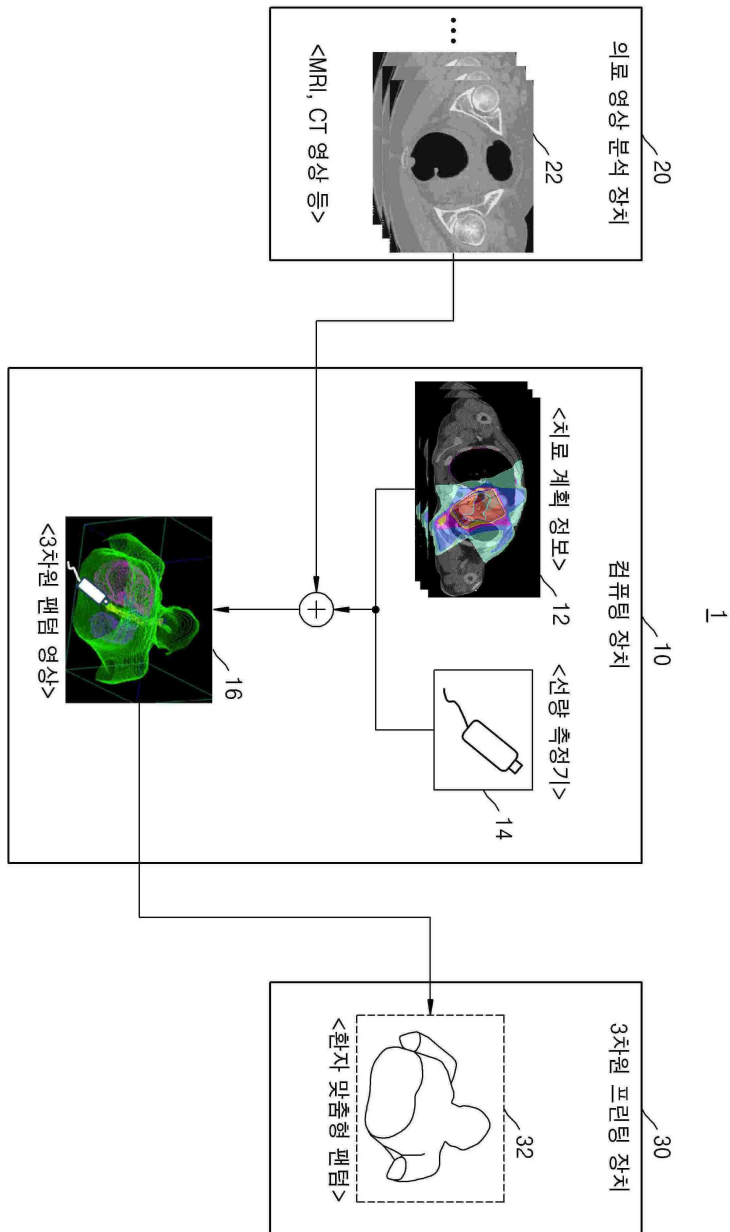 1
의료 영상 분석 장치
20
22
<MRI, CT 영상 등>
컴퓨팅 장치
10
<치료 계획 정보>
12
<선량 측정기>
14
16
<3차원 팬텀 영상>
3차원 프린팅 장치
30
32
<환자 맞춤형 팬텀>